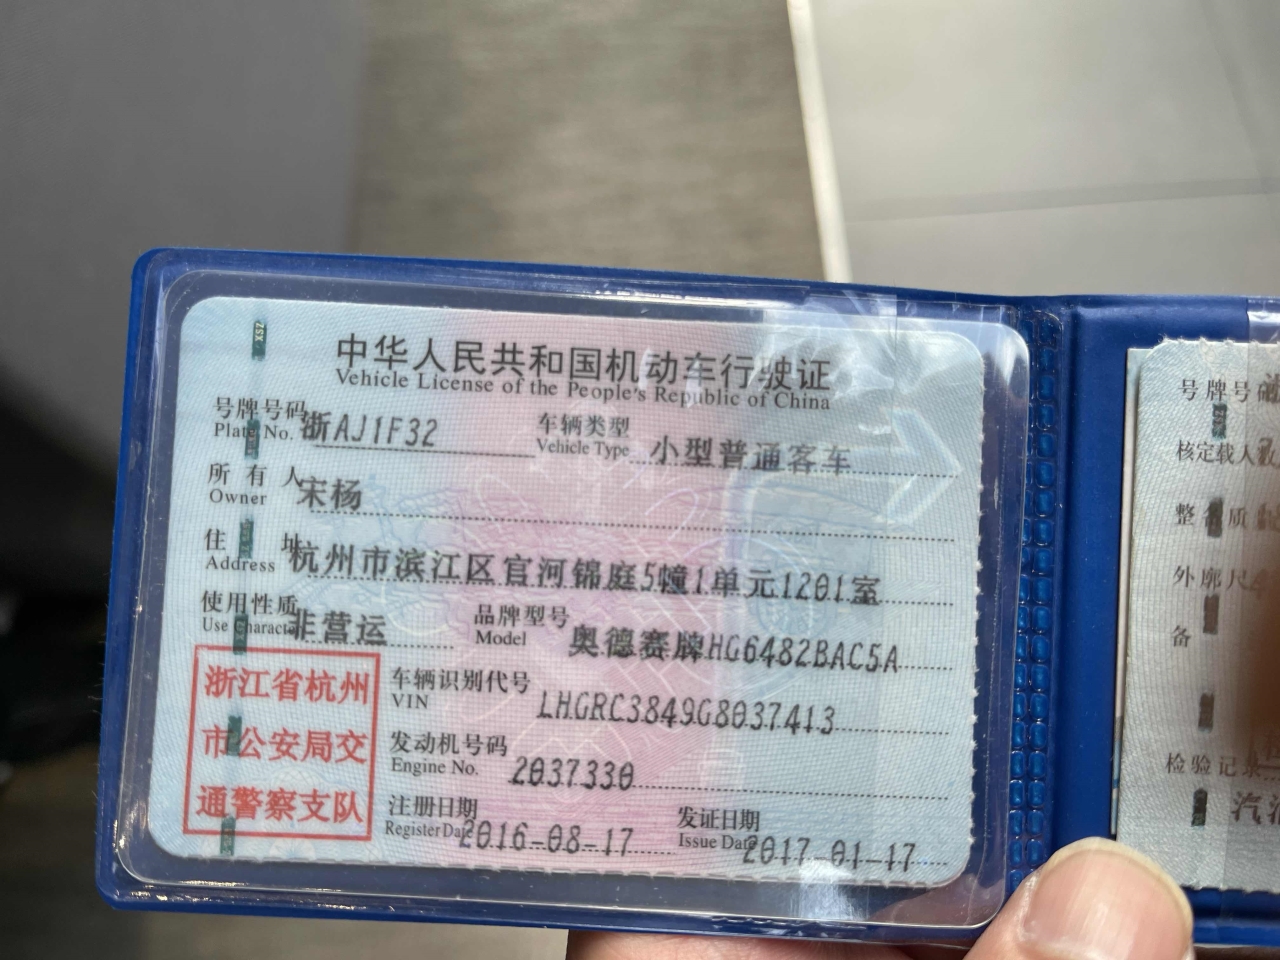 中华人民共和国机动车行驶证
Vehicle License of the People's Republic of China
号牌号码 浙AJ1F32 车辆类型 小型普通客车
Plate No. Vehicle Type
所有人 宋杨
Owner
住址 杭州市滨江区官河锦庭5幢1单元1201室
Address
使用性质 非营运 品牌型号 奥德赛牌HG6482BAC5A
Use Character Model
浙江省杭州
市公安局交
通警察支队
车辆识别代号 LHGRC3849G8037413
VIN
发动机号码 2037330
Engine No.
注册日期 2016-08-17 发证日期 2017-01-17
Register Date Issue Date
XSZ
号牌号码
核定载人
质
外廓尺
备
检验记录